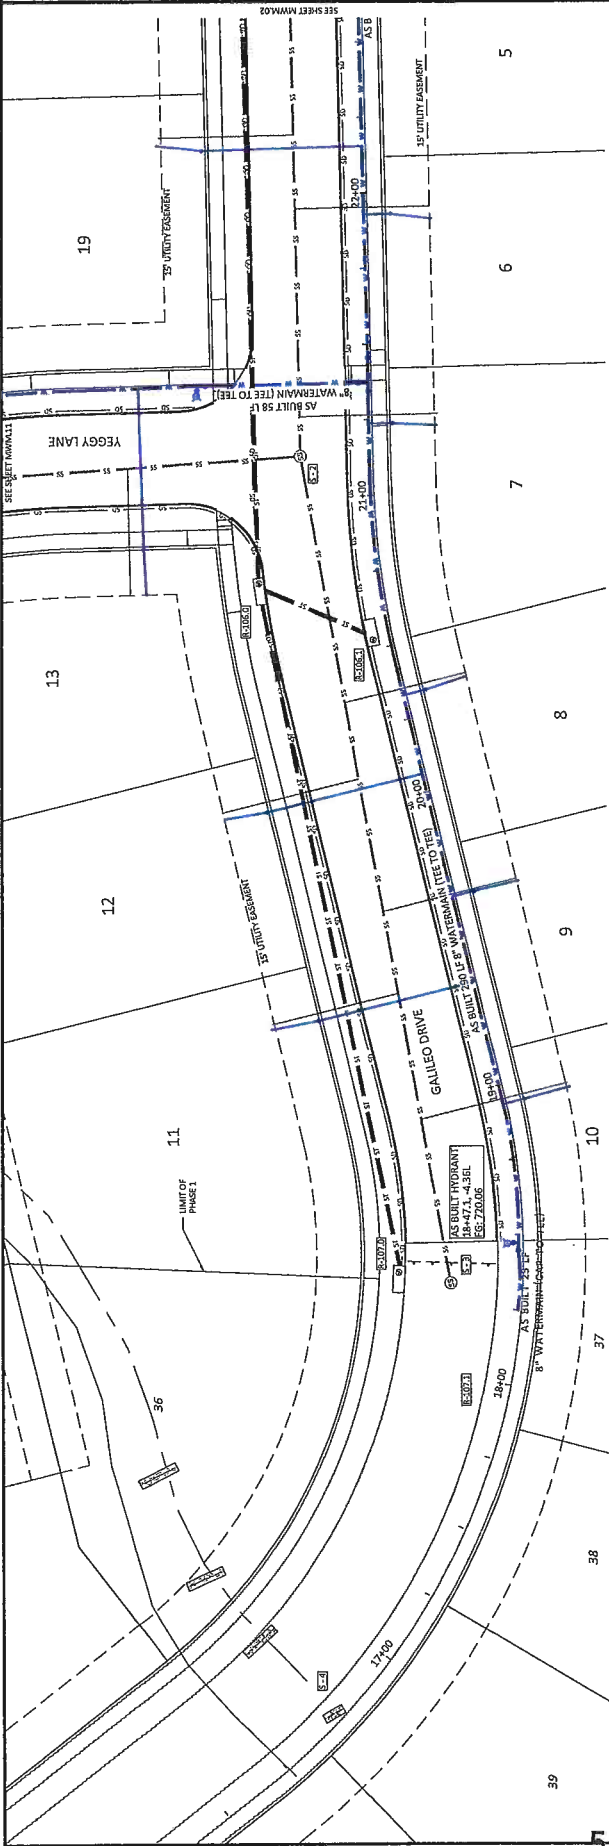 SEE SHEET MWM.02
SEE SHEET MWM.11
AS B
5
19
15' UTILITY EASEMENT
15' UTILITY EASEMENT
22+00
6
YEGGY LANE
AS BUILT 58 LF
8" WATERMAIN (TEE TO TEE)
S - 2
21+00
7
13
R-106.0
R-106.1
8
12
15' UTILITY EASEMENT
20+00
AS BUILT 290 LF 8" WATERMAIN (TEE TO TEE)
9
GALILEO DRIVE
19+00
11
LIMIT OF
PHASE 1
10
AS BUILT HYDRANT
18+47.1, -4.36L
FG: 720.06
R-107.0
S - 3
AS BUILT 25 LF
8" WATERMAIN (CAP TO TEE)
37
R-107.1
18+00
36
38
17+00
S - 4
39